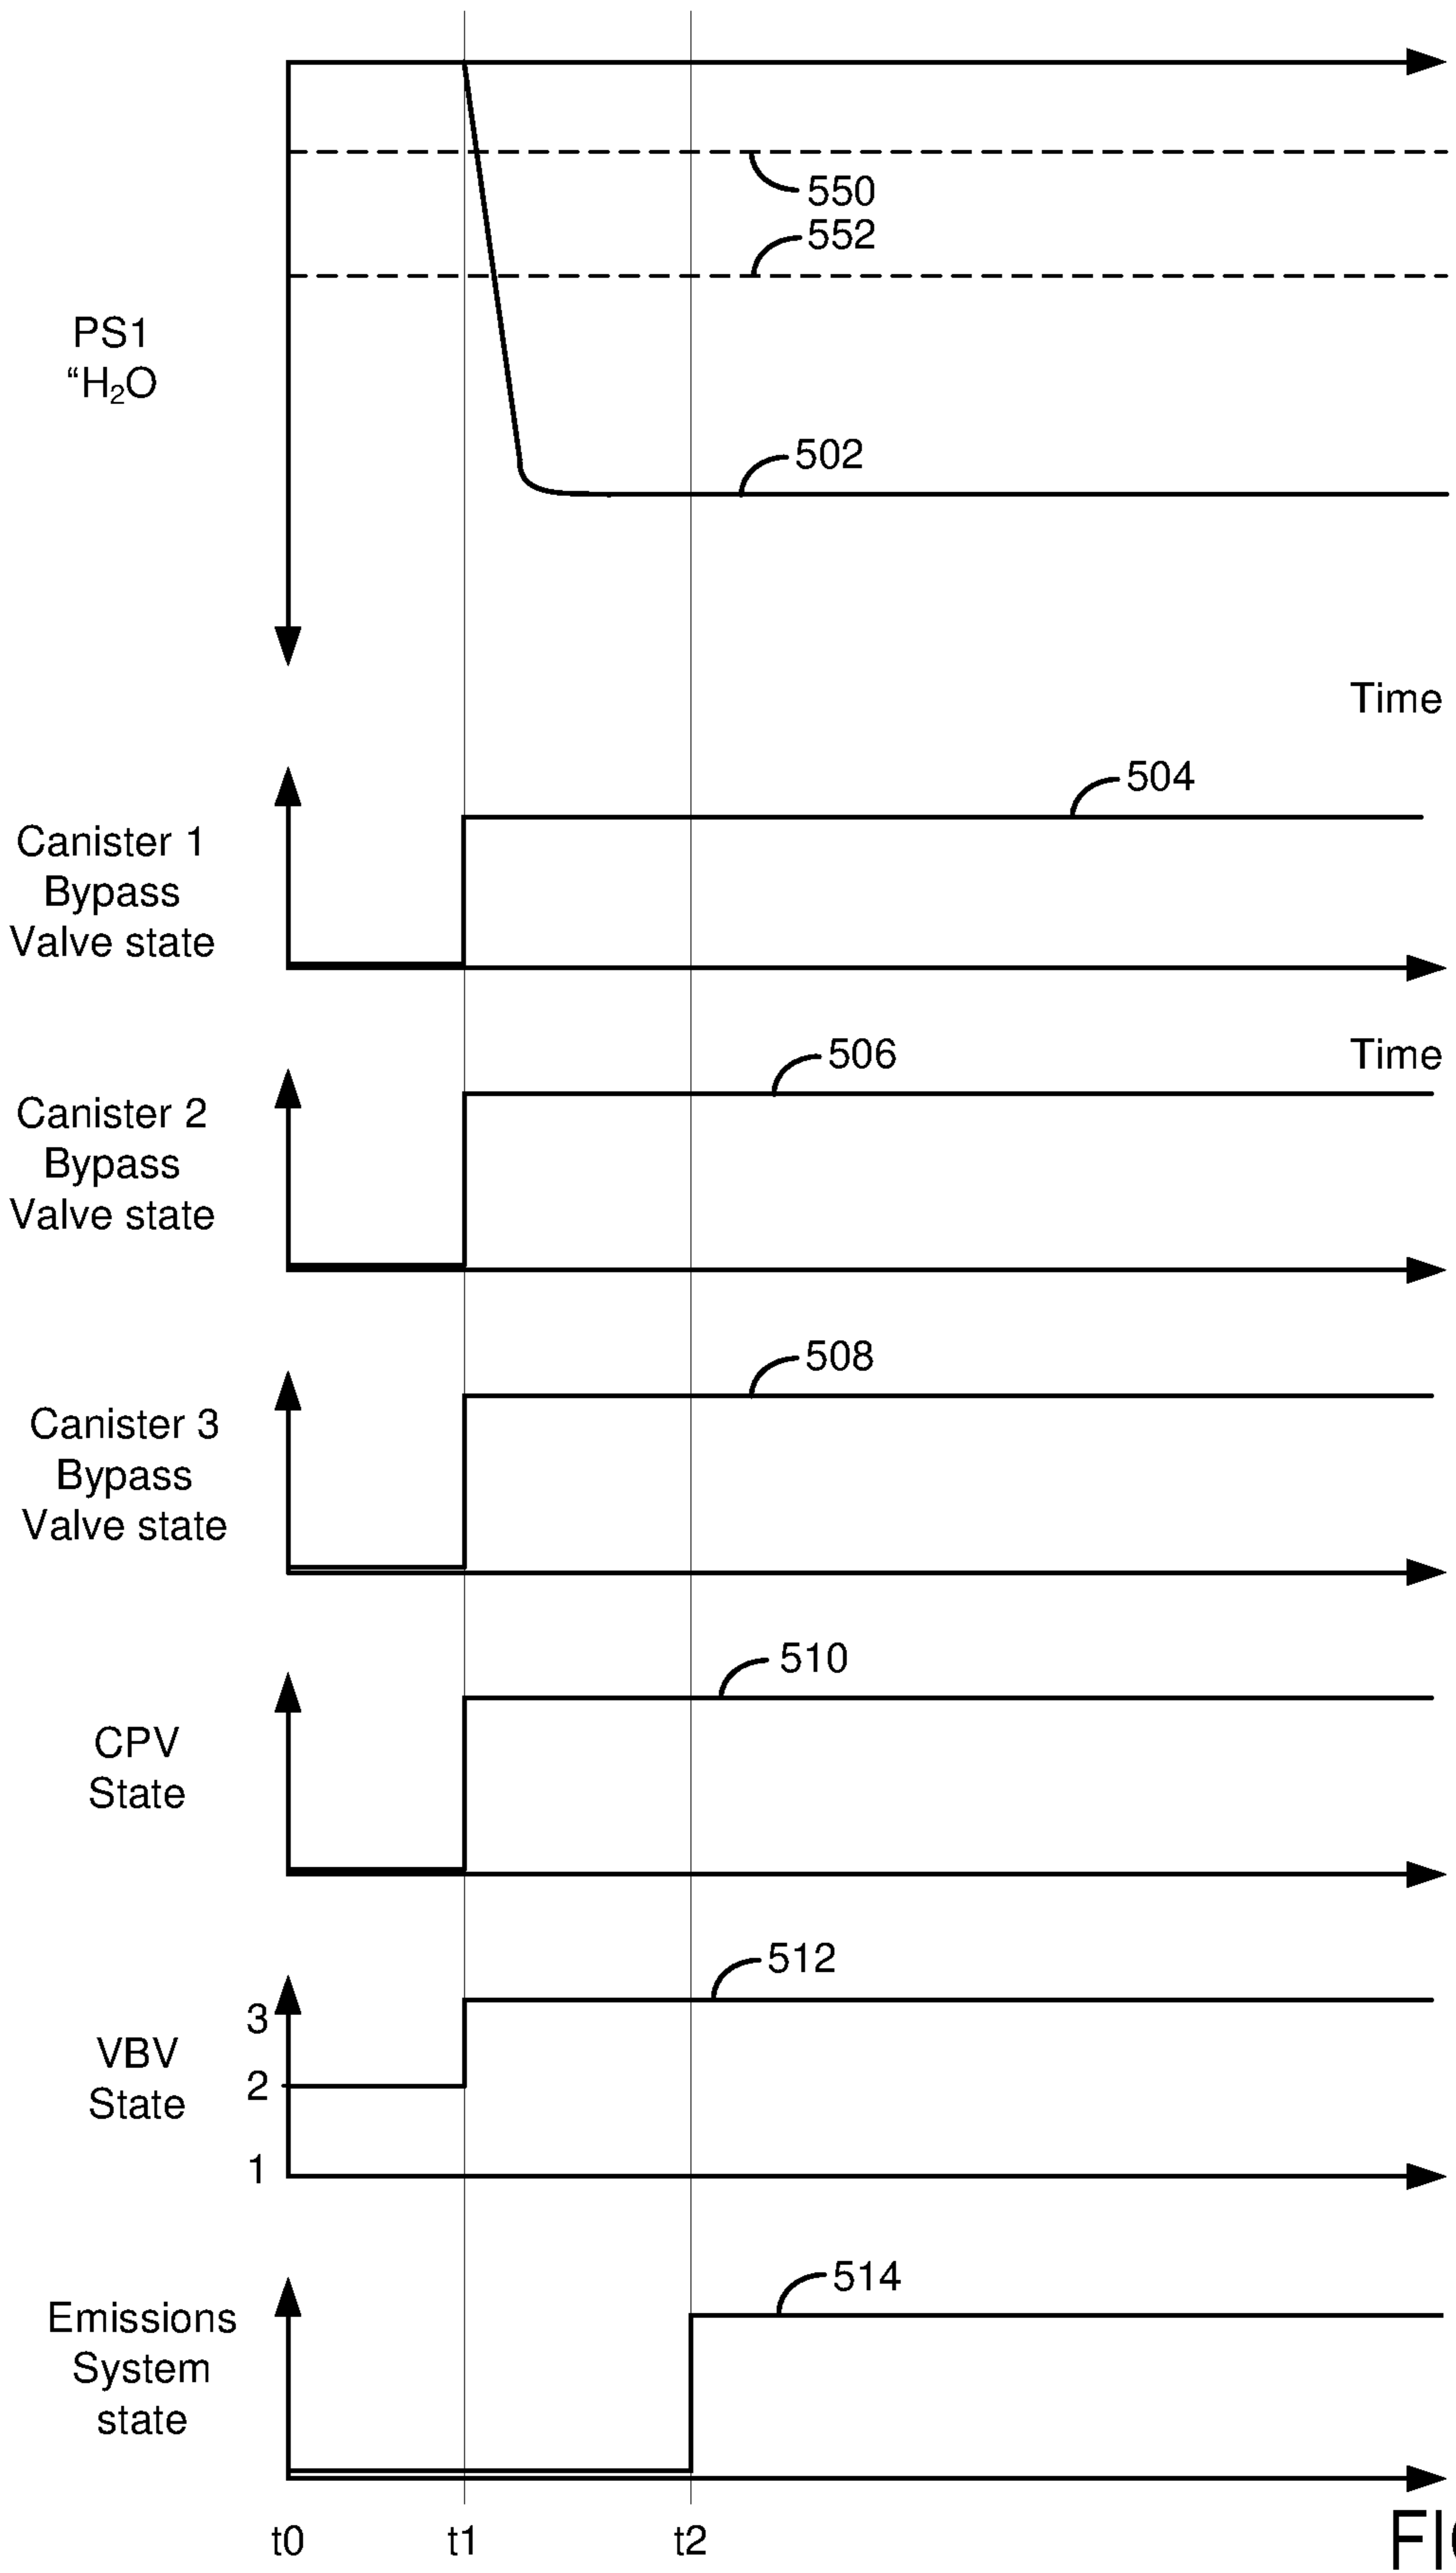 550
552
PS1
“H₂O
502
Time
504
Canister 1
Bypass
Valve state
Time
506
Canister 2
Bypass
Valve state
508
Canister 3
Bypass
Valve state
510
CPV
State
512
3
VBV
2
State
1
514
Emissions
System
state
t0 t1 t2